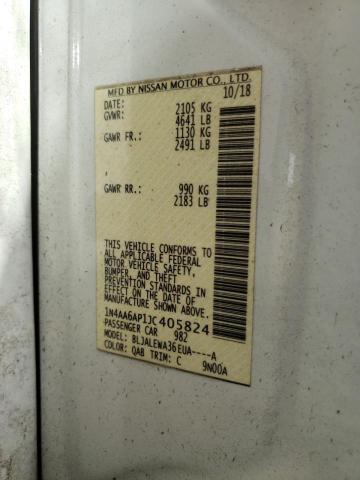 MFD BY NISSAN MOTOR CO., LTD.
DATE: 10/18
GVWR: 2105 KG
4641 LB
GAWR FR.: 1130 KG
2491 LB
GAWR RR.: 990 KG
2183 LB
THIS VEHICLE CONFORMS TO
ALL APPLICABLE FEDERAL
MOTOR VEHICLE SAFETY,
BUMPER, AND THEFT
PREVENTION STANDARDS
IN EFFECT ON THE DATE OF
MANUFACTURE SHOWN ABOVE.
1N4AA6AP1JC405824
PASSENGER CAR 982
MODEL: BLJALEWA36EUA----A
COLOR: QAB TRIM: C 9N00A